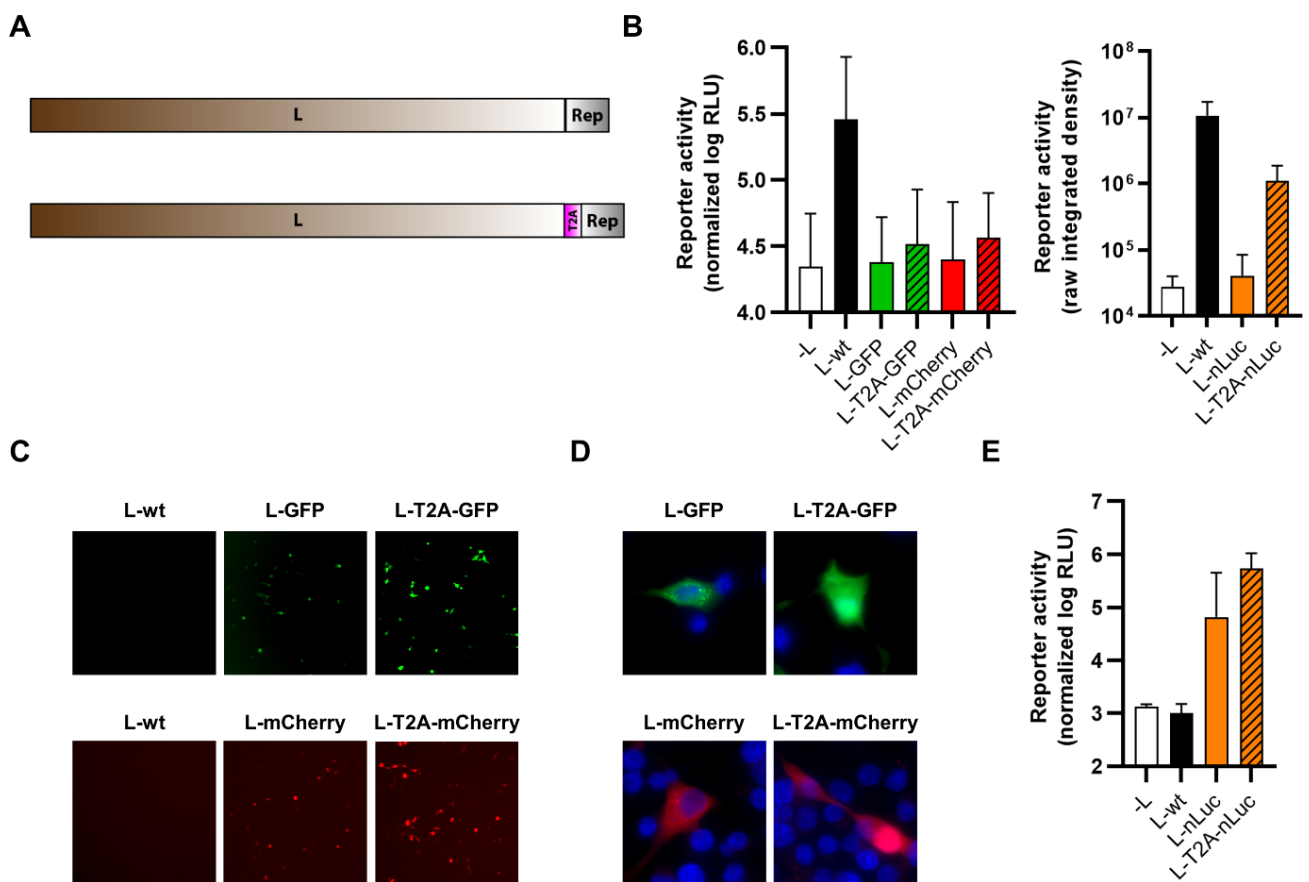 A
L
Rep
L
T2A
Rep
B
Reporter activity
(normalized log RLU)
6.0
5.5
5.0
4.5
4.0
-L
L-wt
L-GFP
L-T2A-GFP
L-mCherry
L-T2A-mCherry
Reporter activity
(raw integrated density)
10⁸
10⁷
10⁶
10⁵
10⁴
-L
L-wt
L-nLuc
L-T2A-nLuc
C
L-wt
L-GFP
L-T2A-GFP
L-wt
L-mCherry
L-T2A-mCherry
D
L-GFP
L-T2A-GFP
L-mCherry
L-T2A-mCherry
E
Reporter activity
(normalized log RLU)
7
6
5
4
3
2
-L
L-wt
L-nLuc
L-T2A-nLuc